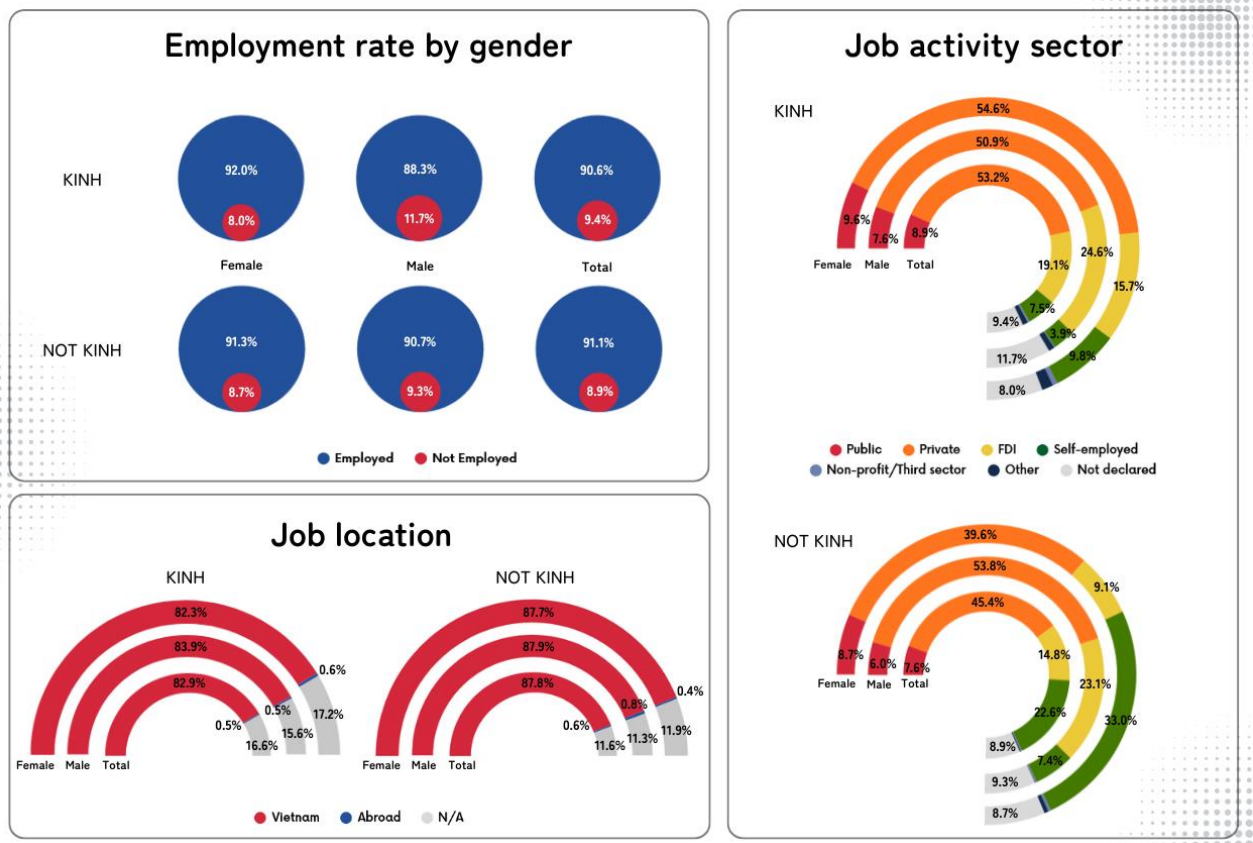 Employment rate by gender
KINH
92.0%
88.3%
90.6%
8.0%
11.7%
9.4%
Female
Male
Total
NOT KINH
91.3%
90.7%
91.1%
8.7%
9.3%
8.9%
Employed
Not Employed
Job location
KINH
82.3%
83.9%
82.9%
0.6%
0.5%
0.5%
17.2%
15.6%
16.6%
Female
Male
Total
NOT KINH
87.7%
87.9%
87.8%
0.4%
0.8%
0.6%
11.9%
11.3%
11.6%
Female
Male
Total
Vietnam
Abroad
N/A
Job activity sector
KINH
54.6%
50.9%
53.2%
9.6%
7.6%
8.9%
Female
Male
Total
19.1%
24.6%
15.7%
7.5%
3.9%
9.8%
9.4%
11.7%
8.0%
Public
Private
FDI
Self-employed
Non-profit/Third sector
Other
Not declared
NOT KINH
39.6%
53.8%
45.4%
9.1%
8.7%
6.0%
7.6%
Female
Male
Total
14.8%
23.1%
22.6%
33.0%
7.4%
8.9%
9.3%
8.7%